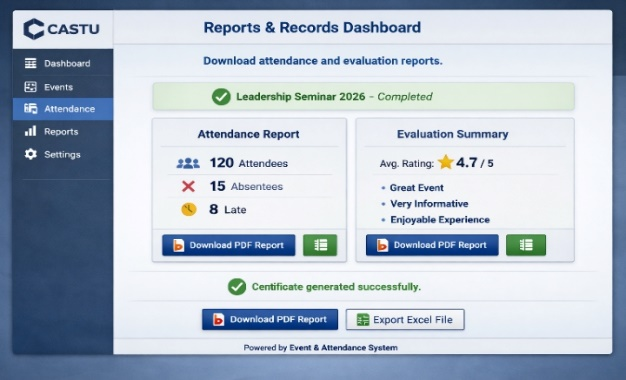 CASTU
Reports & Records Dashboard
Dashboard
Events
Attendance
Reports
Settings
Download attendance and evaluation reports.
Leadership Seminar 2026 – Completed
Attendance Report
120 Attendees
15 Absentees
8 Late
Download PDF Report
Evaluation Summary
Avg. Rating: 4.7 / 5
• Great Event
• Very Informative
• Enjoyable Experience
Download PDF Report
Certificate generated successfully.
Download PDF Report
Export Excel File
Powered by Event & Attendance System